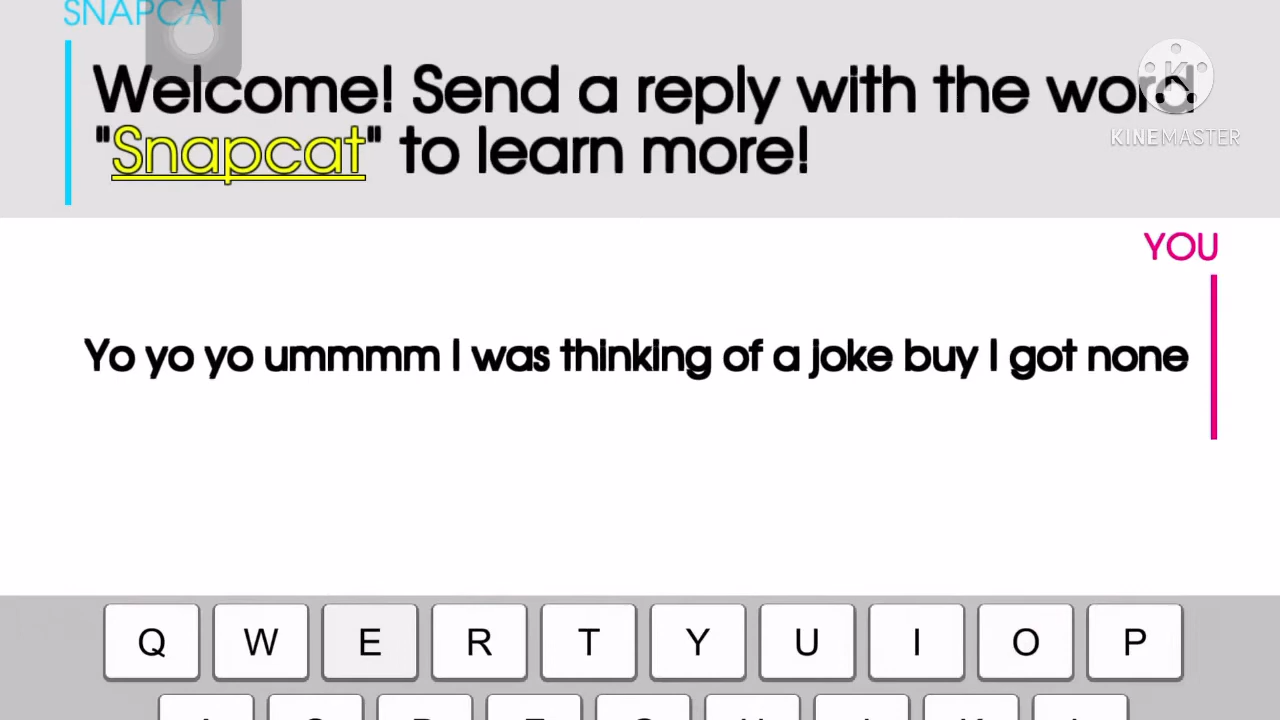 SNAPCAT
Welcome! Send a reply with the word
"Snapcat" to learn more!
KINEMASTER
YOU
Yo yo yo ummmm I was thinking of a joke buy I got none
Q W E R T Y U I O P